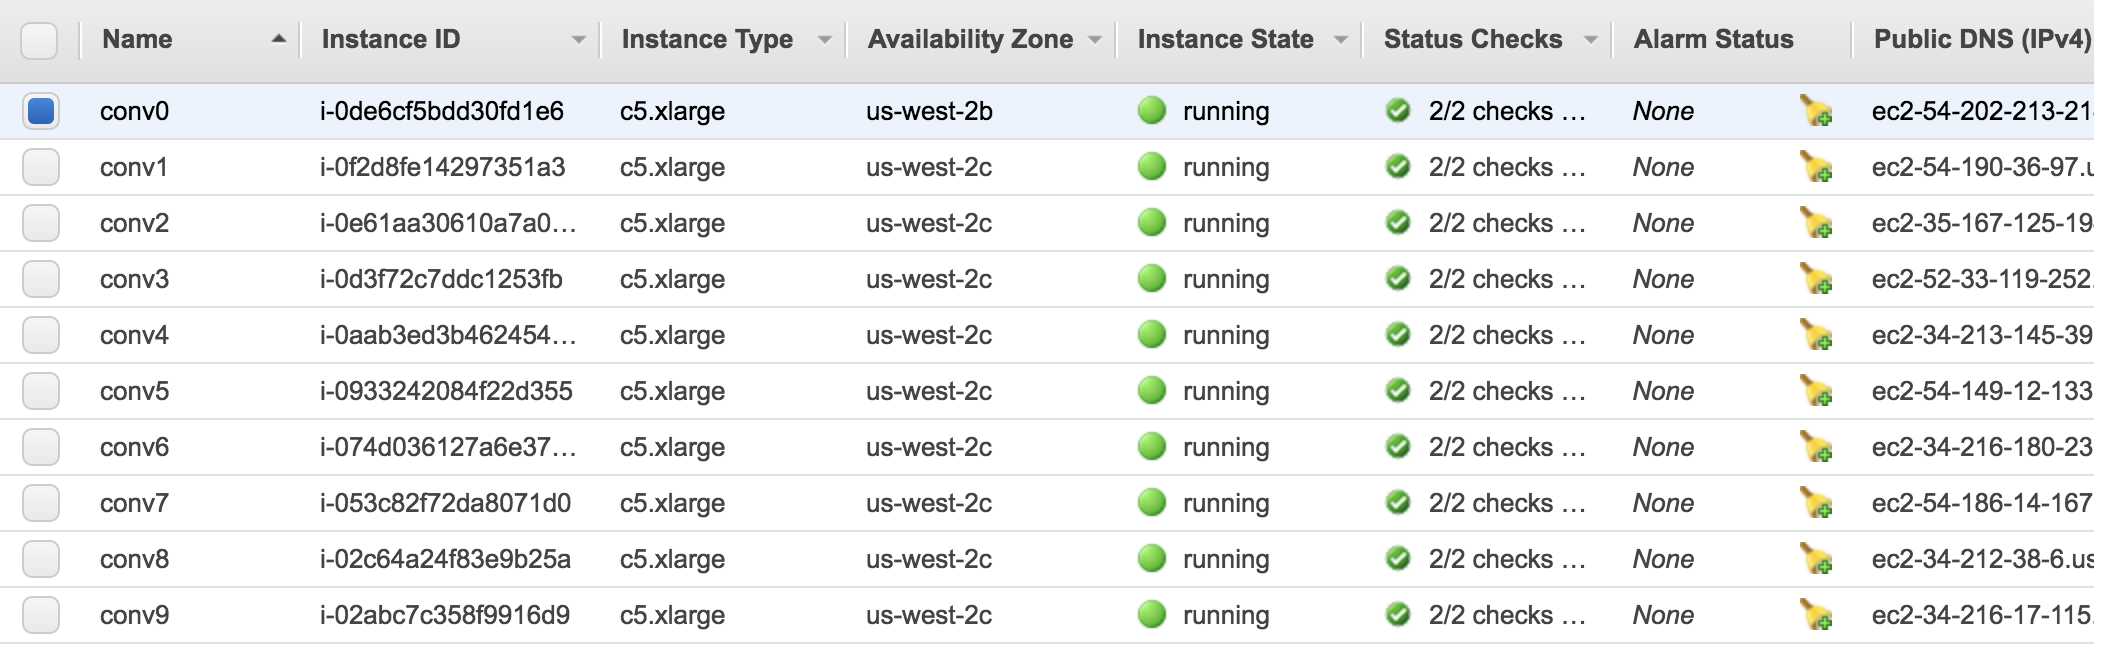 Name Instance ID Instance Type Availability Zone Instance State Status Checks Alarm Status Public DNS (IPv4)
conv0 i-0de6cf5bdd30fd1e6 c5.xlarge us-west-2b running 2/2 checks … None ec2-54-202-213-21
conv1 i-0f2d8fe14297351a3 c5.xlarge us-west-2c running 2/2 checks … None ec2-54-190-36-97.u
conv2 i-0e61aa30610a7a0… c5.xlarge us-west-2c running 2/2 checks … None ec2-35-167-125-19
conv3 i-0d3f72c7ddc1253fb c5.xlarge us-west-2c running 2/2 checks … None ec2-52-33-119-252.
conv4 i-0aab3ed3b462454… c5.xlarge us-west-2c running 2/2 checks … None ec2-34-213-145-39
conv5 i-0933242084f22d355 c5.xlarge us-west-2c running 2/2 checks … None ec2-54-149-12-133
conv6 i-074d036127a6e37… c5.xlarge us-west-2c running 2/2 checks … None ec2-34-216-180-23
conv7 i-053c82f72da8071d0 c5.xlarge us-west-2c running 2/2 checks … None ec2-54-186-14-167
conv8 i-02c64a24f83e9b25a c5.xlarge us-west-2c running 2/2 checks … None ec2-34-212-38-6.us
conv9 i-02abc7c358f9916d9 c5.xlarge us-west-2c running 2/2 checks … None ec2-34-216-17-115.